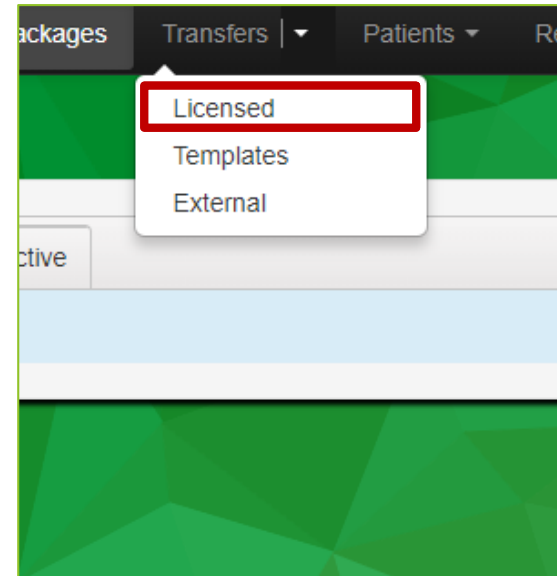 ackages Transfers Patients Re
Licensed
Templates
External
ctive